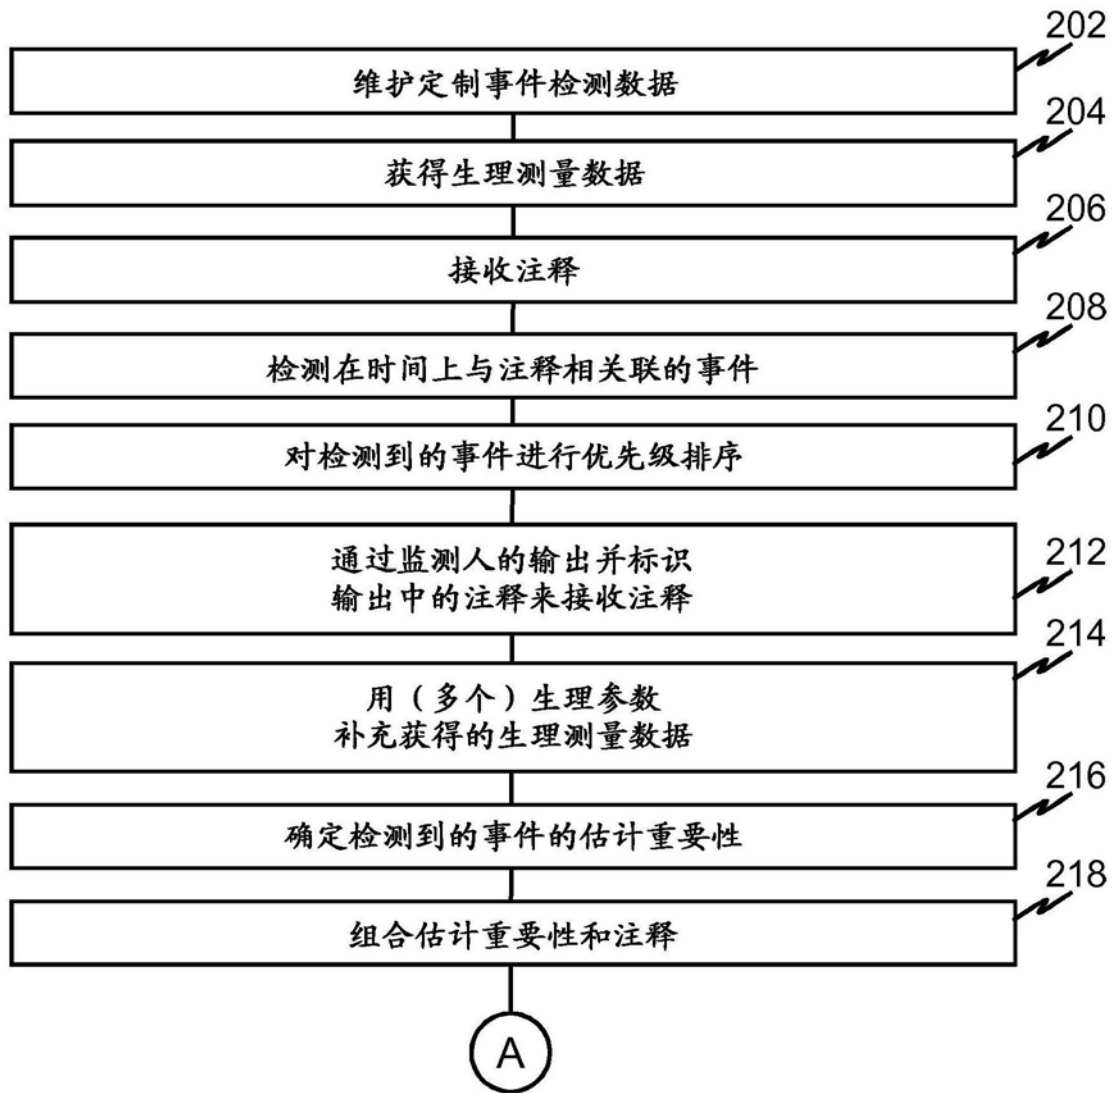 202
维护定制事件检测数据
204
获得生理测量数据
206
接收注释
208
检测在时间上与注释相关联的事件
210
对检测到的事件进行优先级排序
212
通过监测人的输出并标识
输出中的注释来接收注释
214
用（多个）生理参数
补充获得的生理测量数据
216
确定检测到的事件的估计重要性
218
组合估计重要性和注释
A